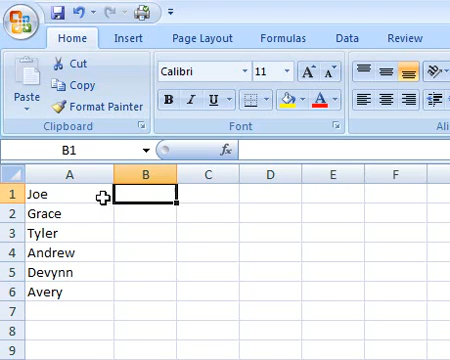 Home Insert Page Layout Formulas Data Review
Cut
Copy
Format Painter
Paste
Clipboard
Calibri 11 A A
B I U A
Font
Ali
B1 fx
A B C D E F
1 Joe
2 Grace
3 Tyler
4 Andrew
5 Devynn
6 Avery
7
8
9